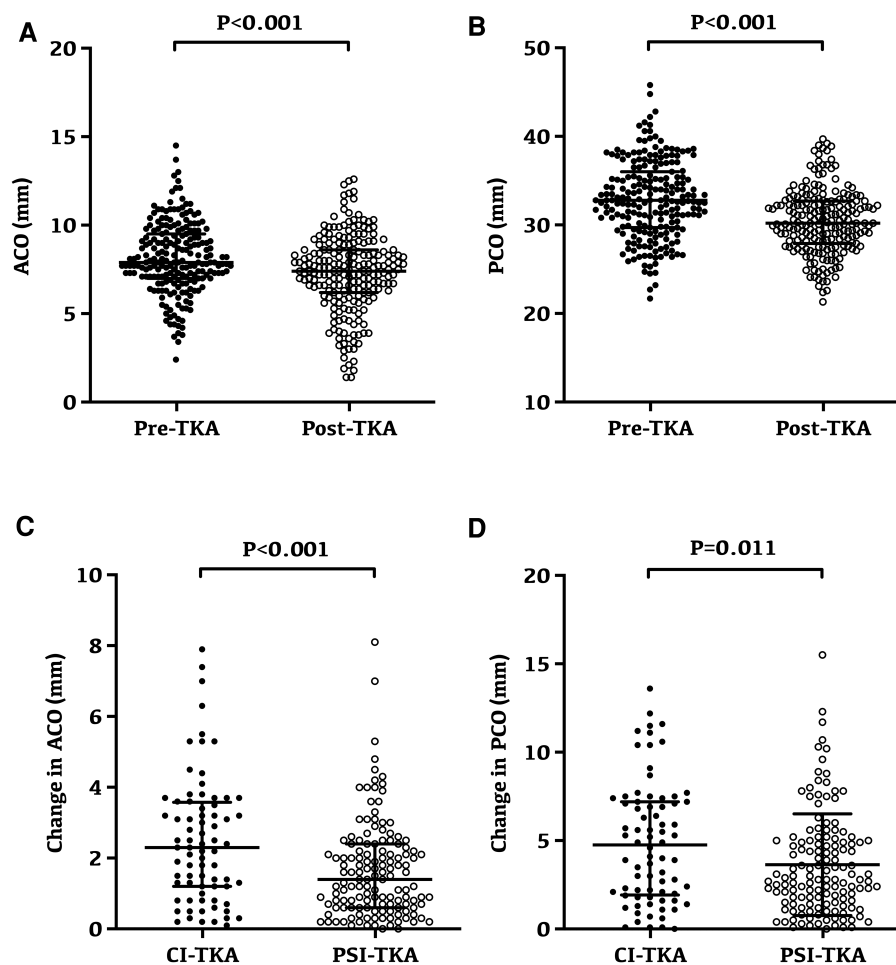 A
P<0.001
20
15
10
5
0
ACO (mm)
Pre-TKA
Post-TKA
B
P<0.001
50
40
30
20
10
PCO (mm)
Pre-TKA
Post-TKA
C
P<0.001
10
8
6
4
2
0
Change in ACO (mm)
CI-TKA
PSI-TKA
D
P=0.011
20
15
10
5
0
Change in PCO (mm)
CI-TKA
PSI-TKA